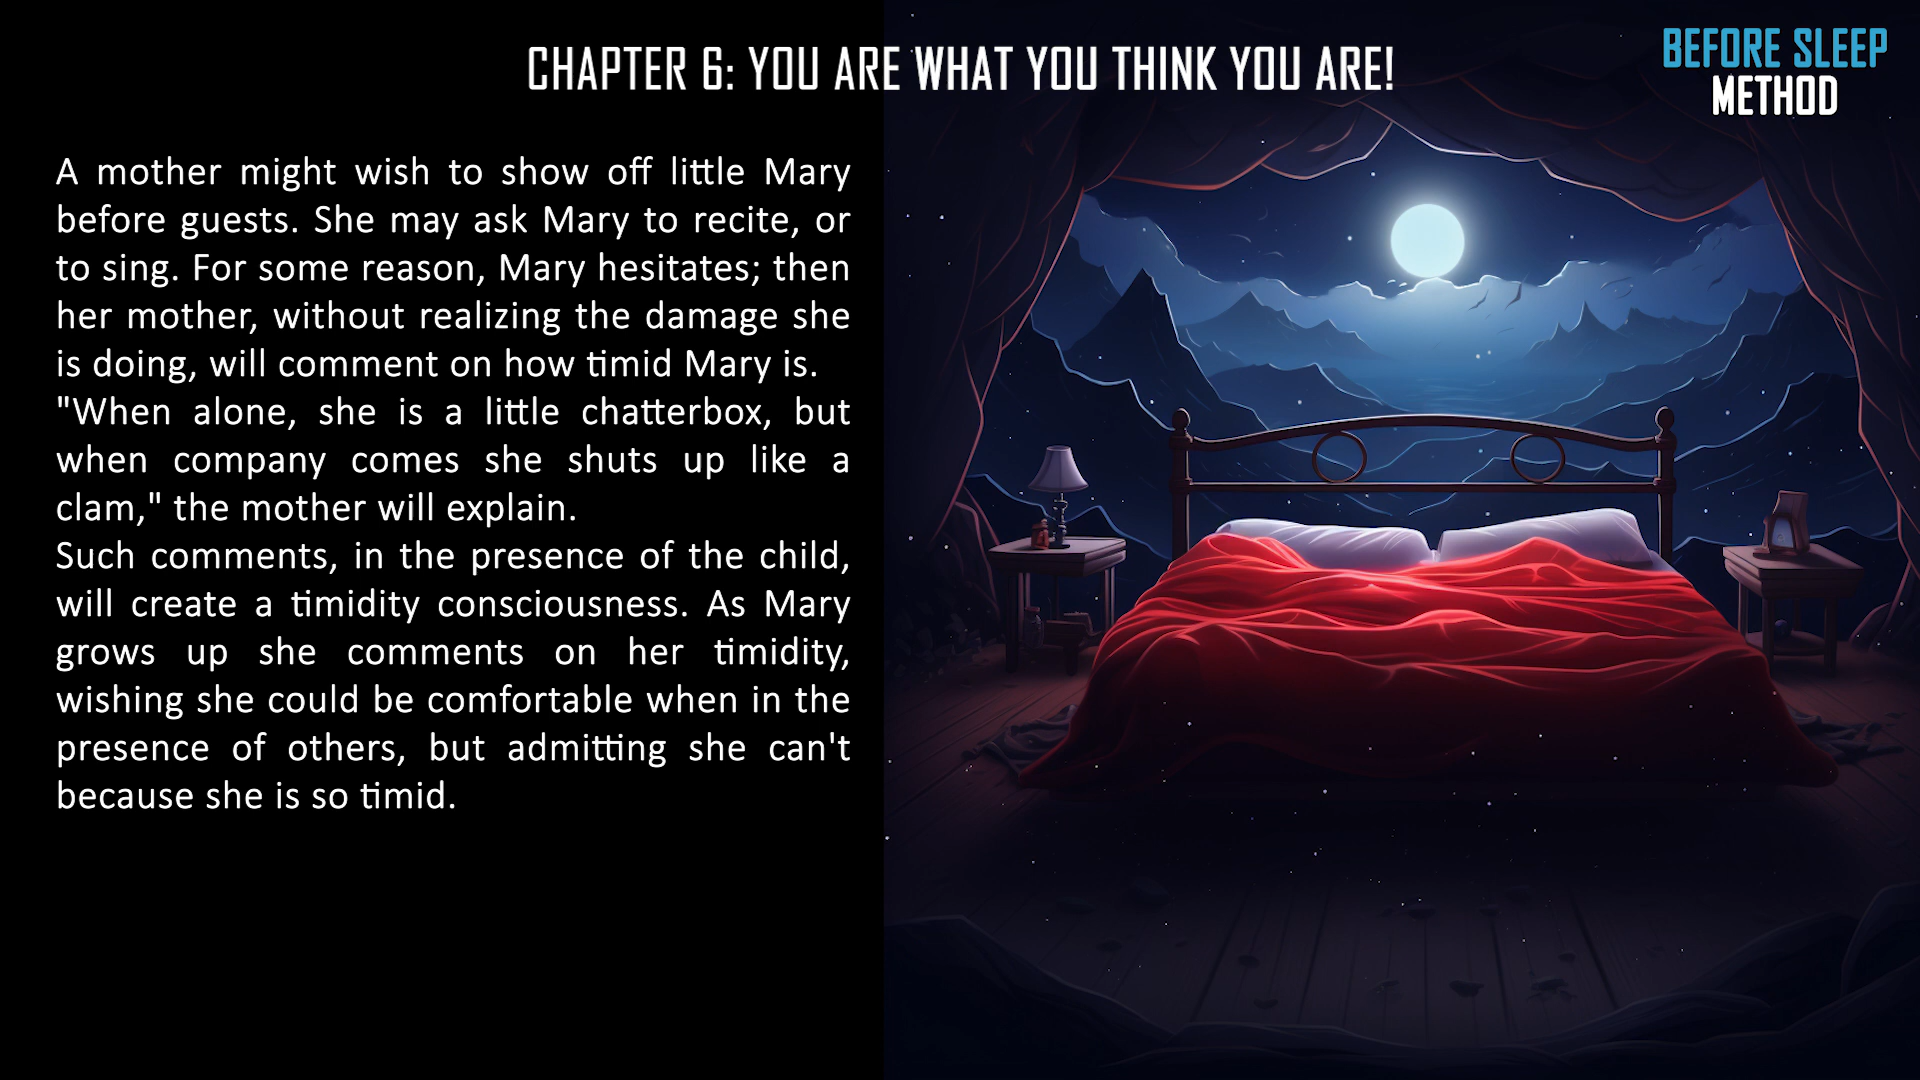 CHAPTER 6: YOU ARE WHAT YOU THINK YOU ARE!
BEFORE SLEEP
METHOD
A mother might wish to show off little Mary
before guests. She may ask Mary to recite, or
to sing. For some reason, Mary hesitates; then
her mother, without realizing the damage she
is doing, will comment on how timid Mary is.
"When alone, she is a little chatterbox, but
when company comes she shuts up like a
clam," the mother will explain.
Such comments, in the presence of the child,
will create a timidity consciousness. As Mary
grows up she comments on her timidity,
wishing she could be comfortable when in the
presence of others, but admitting she can't
because she is so timid.